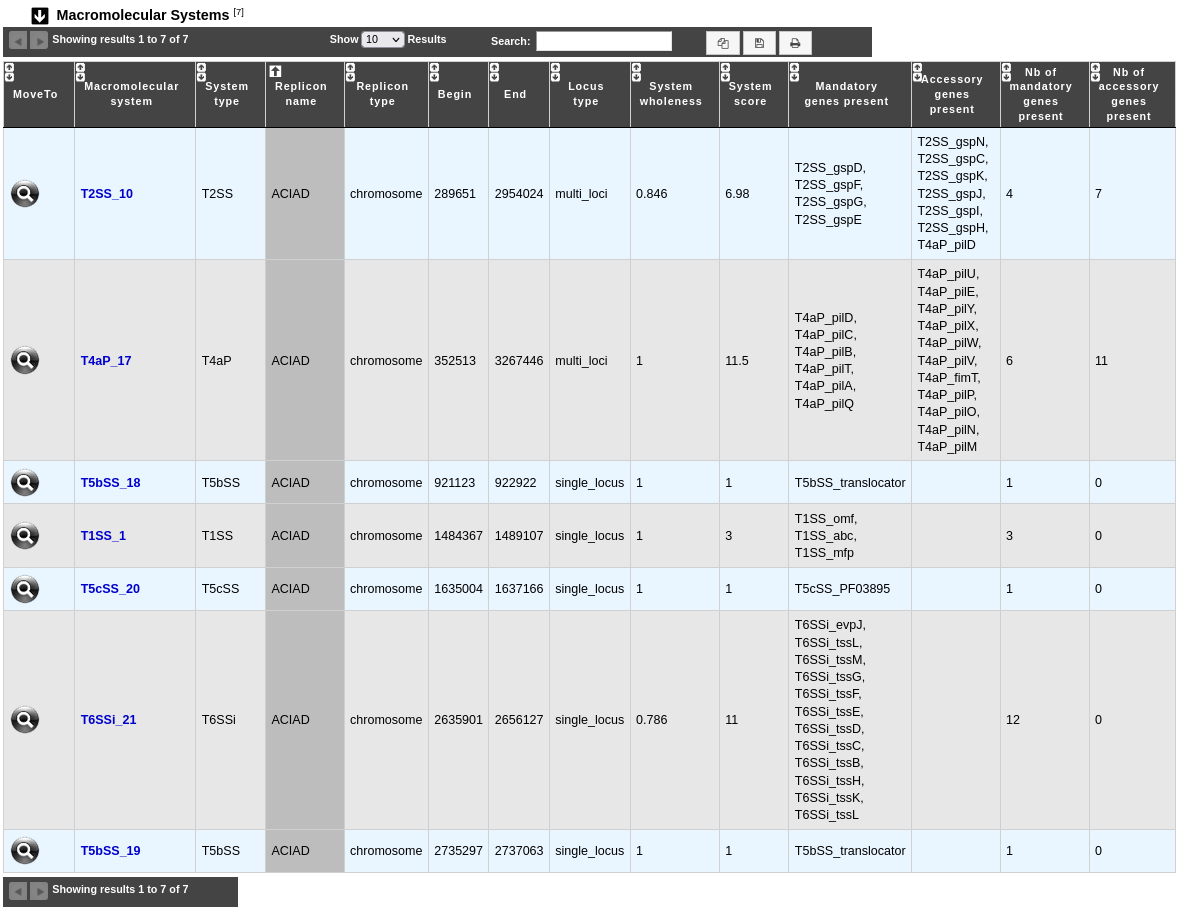 Macromolecular Systems [7]
Showing results 1 to 7 of 7 Show 10 Results Search:
MoveTo Macromolecular system System type Replicon name Replicon type Begin End Locus type System wholeness System score Mandatory genes present Accessory genes present Nb of mandatory genes present Nb of accessory genes present
T2SS_10 T2SS ACIAD chromosome 289651 2954024 multi_loci 0.846 6.98 T2SS_gspD, T2SS_gspF, T2SS_gspG, T2SS_gspE T2SS_gspN, T2SS_gspC, T2SS_gspK, T2SS_gspJ, T2SS_gspI, T2SS_gspH, T4aP_pilD 4 7
T4aP_17 T4aP ACIAD chromosome 352513 3267446 multi_loci 1 11.5 T4aP_pilD, T4aP_pilC, T4aP_pilB, T4aP_pilT, T4aP_pilA, T4aP_pilQ T4aP_pilU, T4aP_pilE, T4aP_pilY, T4aP_pilX, T4aP_pilW, T4aP_pilV, T4aP_fimT, T4aP_pilP, T4aP_pilO, T4aP_pilN, T4aP_pilM 6 11
T5bSS_18 T5bSS ACIAD chromosome 921123 922922 single_locus 1 1 T5bSS_translocator 1 0
T1SS_1 T1SS ACIAD chromosome 1484367 1489107 single_locus 1 3 T1SS_omf, T1SS_abc, T1SS_mfp 3 0
T5cSS_20 T5cSS ACIAD chromosome 1635004 1637166 single_locus 1 1 T5cSS_PF03895 1 0
T6SSi_21 T6SSi ACIAD chromosome 2635901 2656127 single_locus 0.786 11 T6SSi_evpJ, T6SSi_tssL, T6SSi_tssM, T6SSi_tssG, T6SSi_tssF, T6SSi_tssE, T6SSi_tssD, T6SSi_tssC, T6SSi_tssB, T6SSi_tssH, T6SSi_tssK, T6SSi_tssL 12 0
T5bSS_19 T5bSS ACIAD chromosome 2735297 2737063 single_locus 1 1 T5bSS_translocator 1 0
Showing results 1 to 7 of 7